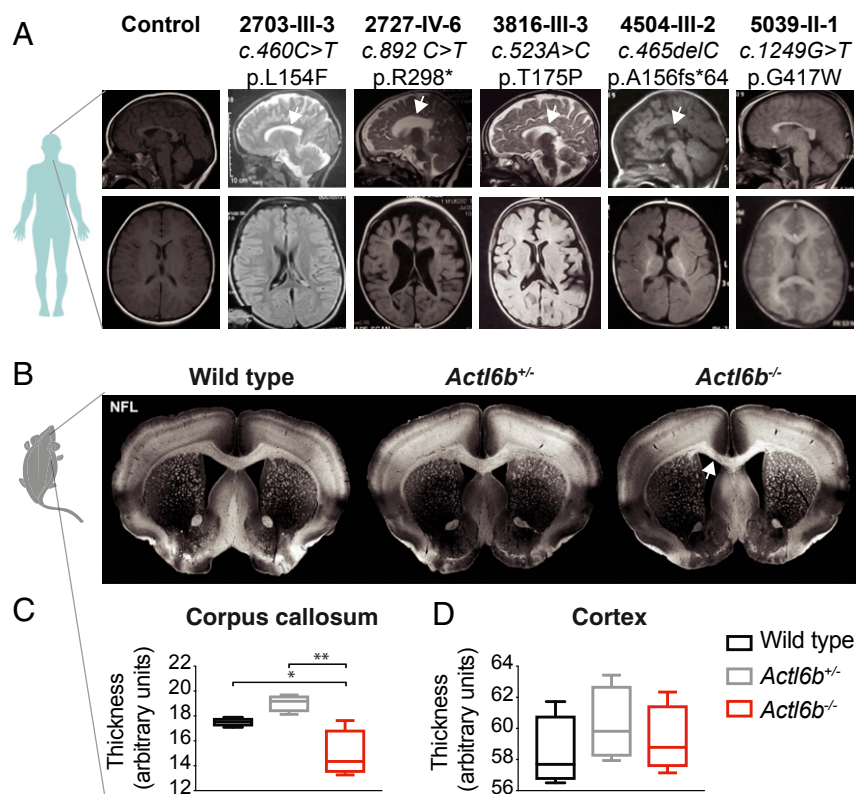 A
Control
2703-III-3
c.460C>T
p.L154F
2727-IV-6
c.892 C>T
p.R298*
3816-III-3
c.523A>C
p.T175P
4504-III-2
c.465delC
p.A156fs*64
5039-II-1
c.1249G>T
p.G417W
B
Wild type
Actl6b+/-
Actl6b-/-
NFL
C
Corpus callosum
Thickness
(arbitrary units)
22
20
18
16
14
12
*
**
D
Cortex
Thickness
(arbitrary units)
64
62
60
58
56
Wild type
Actl6b+/-
Actl6b-/-